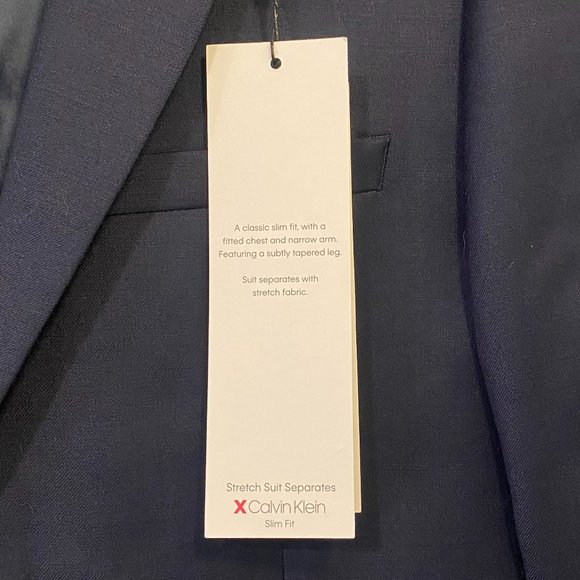 A classic slim fit, with a
fitted chest and narrow arm.
Featuring a subtly tapered leg.
Suit separates with
stretch fabric.
Stretch Suit Separates
X Calvin Klein
Slim Fit